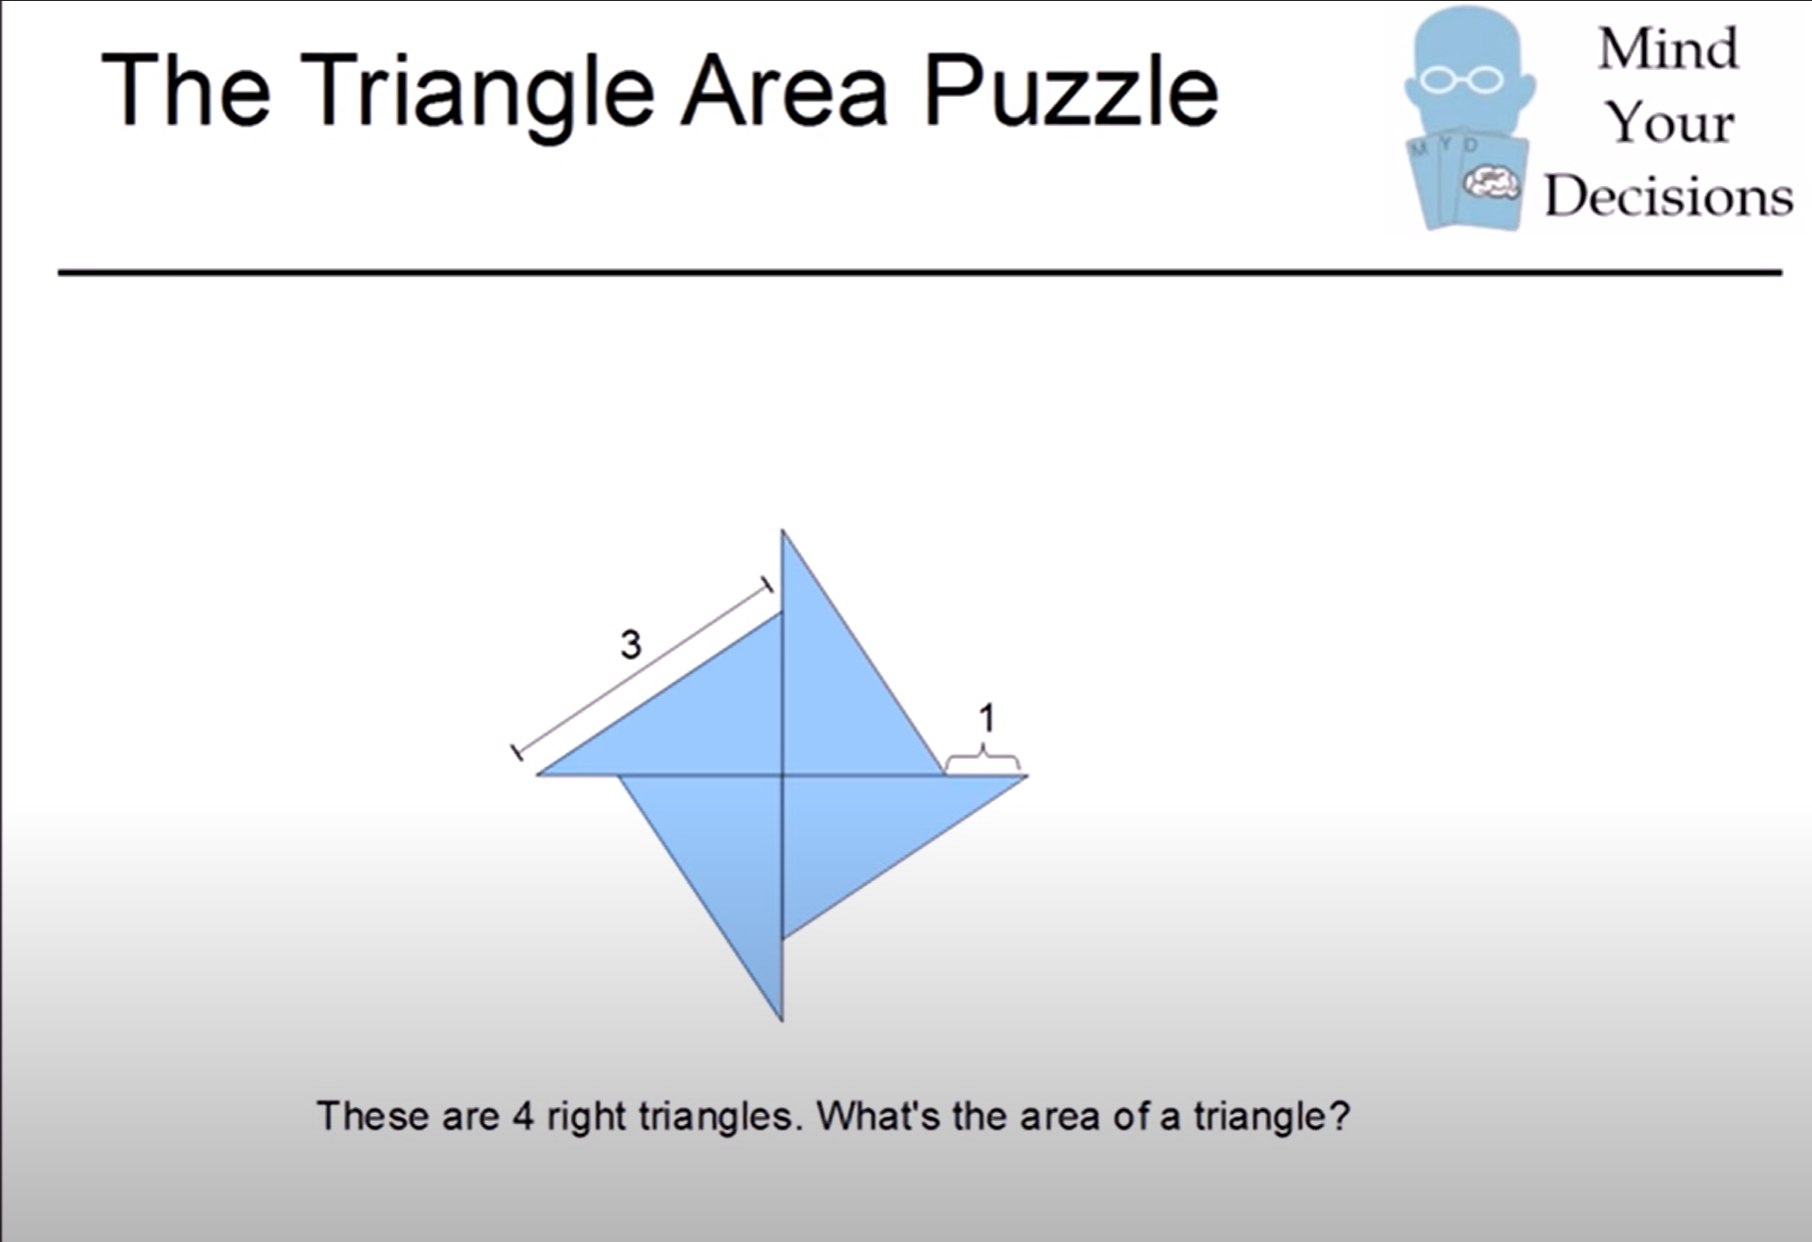 The Triangle Area Puzzle
Mind
Your
Decisions
M Y D
3
1
These are 4 right triangles. What's the area of a triangle?